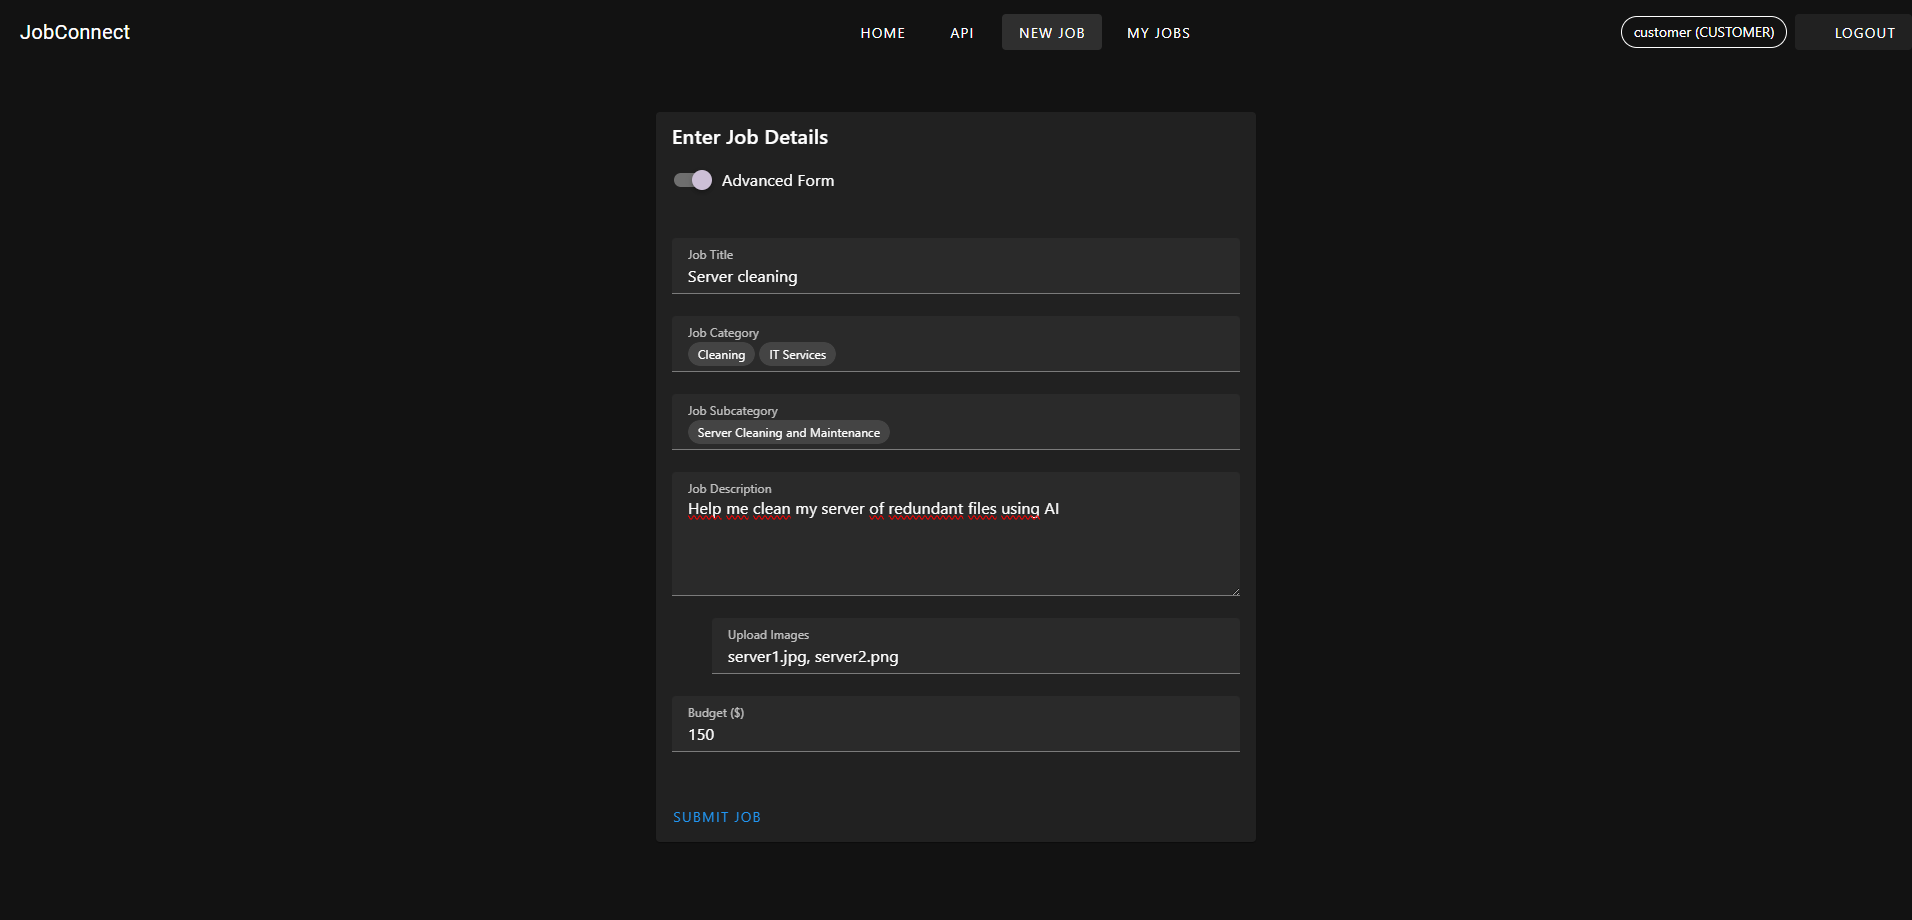 JobConnect
HOME API NEW JOB MY JOBS
customer (CUSTOMER) LOGOUT
Enter Job Details
Advanced Form
Job Title
Server cleaning
Job Category
Cleaning IT Services
Job Subcategory
Server Cleaning and Maintenance
Job Description
Help me clean my server of redundant files using AI
Upload Images
server1.jpg, server2.png
Budget ($)
150
SUBMIT JOB